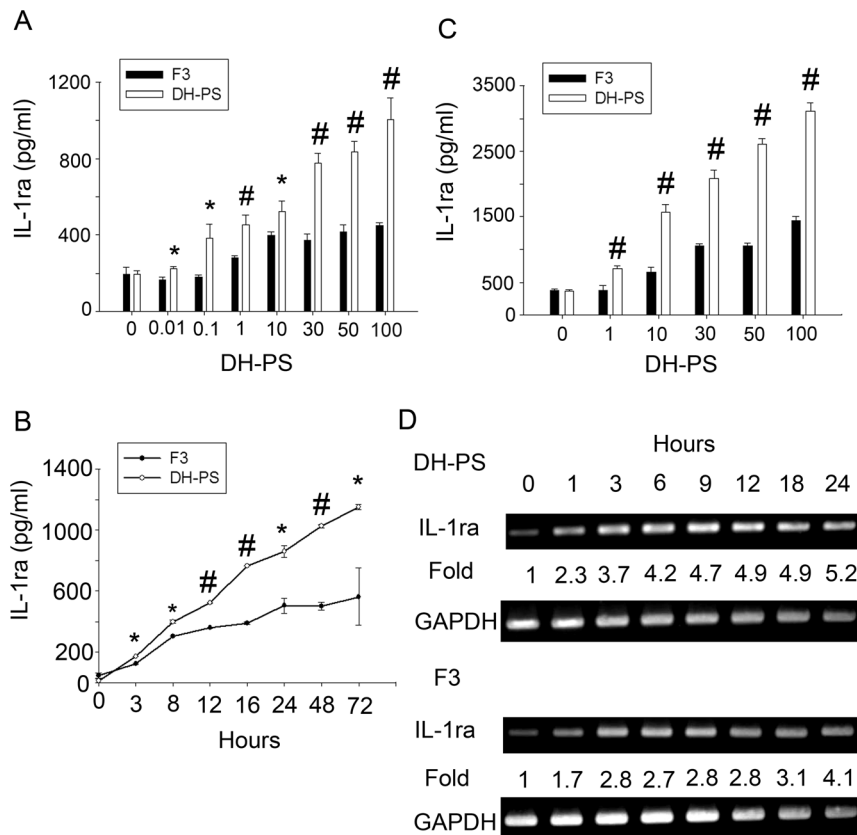 A
F3
DH-PS
IL-1ra (pg/ml)
1200
800
400
0
* * # * # # #
0 0.01 0.1 1 10 30 50 100
DH-PS
C
F3
DH-PS
IL-1ra (pg/ml)
3500
2500
1500
500
# # # # #
0 1 10 30 50 100
DH-PS
B
F3
DH-PS
IL-1ra (pg/ml)
1400
1000
600
200
0
* * # # * # *
0 3 8 12 16 24 48 72
Hours
D
Hours
DH-PS 0 1 3 6 9 12 18 24
IL-1ra
Fold 1 2.3 3.7 4.2 4.7 4.9 4.9 5.2
GAPDH
F3
IL-1ra
Fold 1 1.7 2.8 2.7 2.8 2.8 3.1 4.1
GAPDH